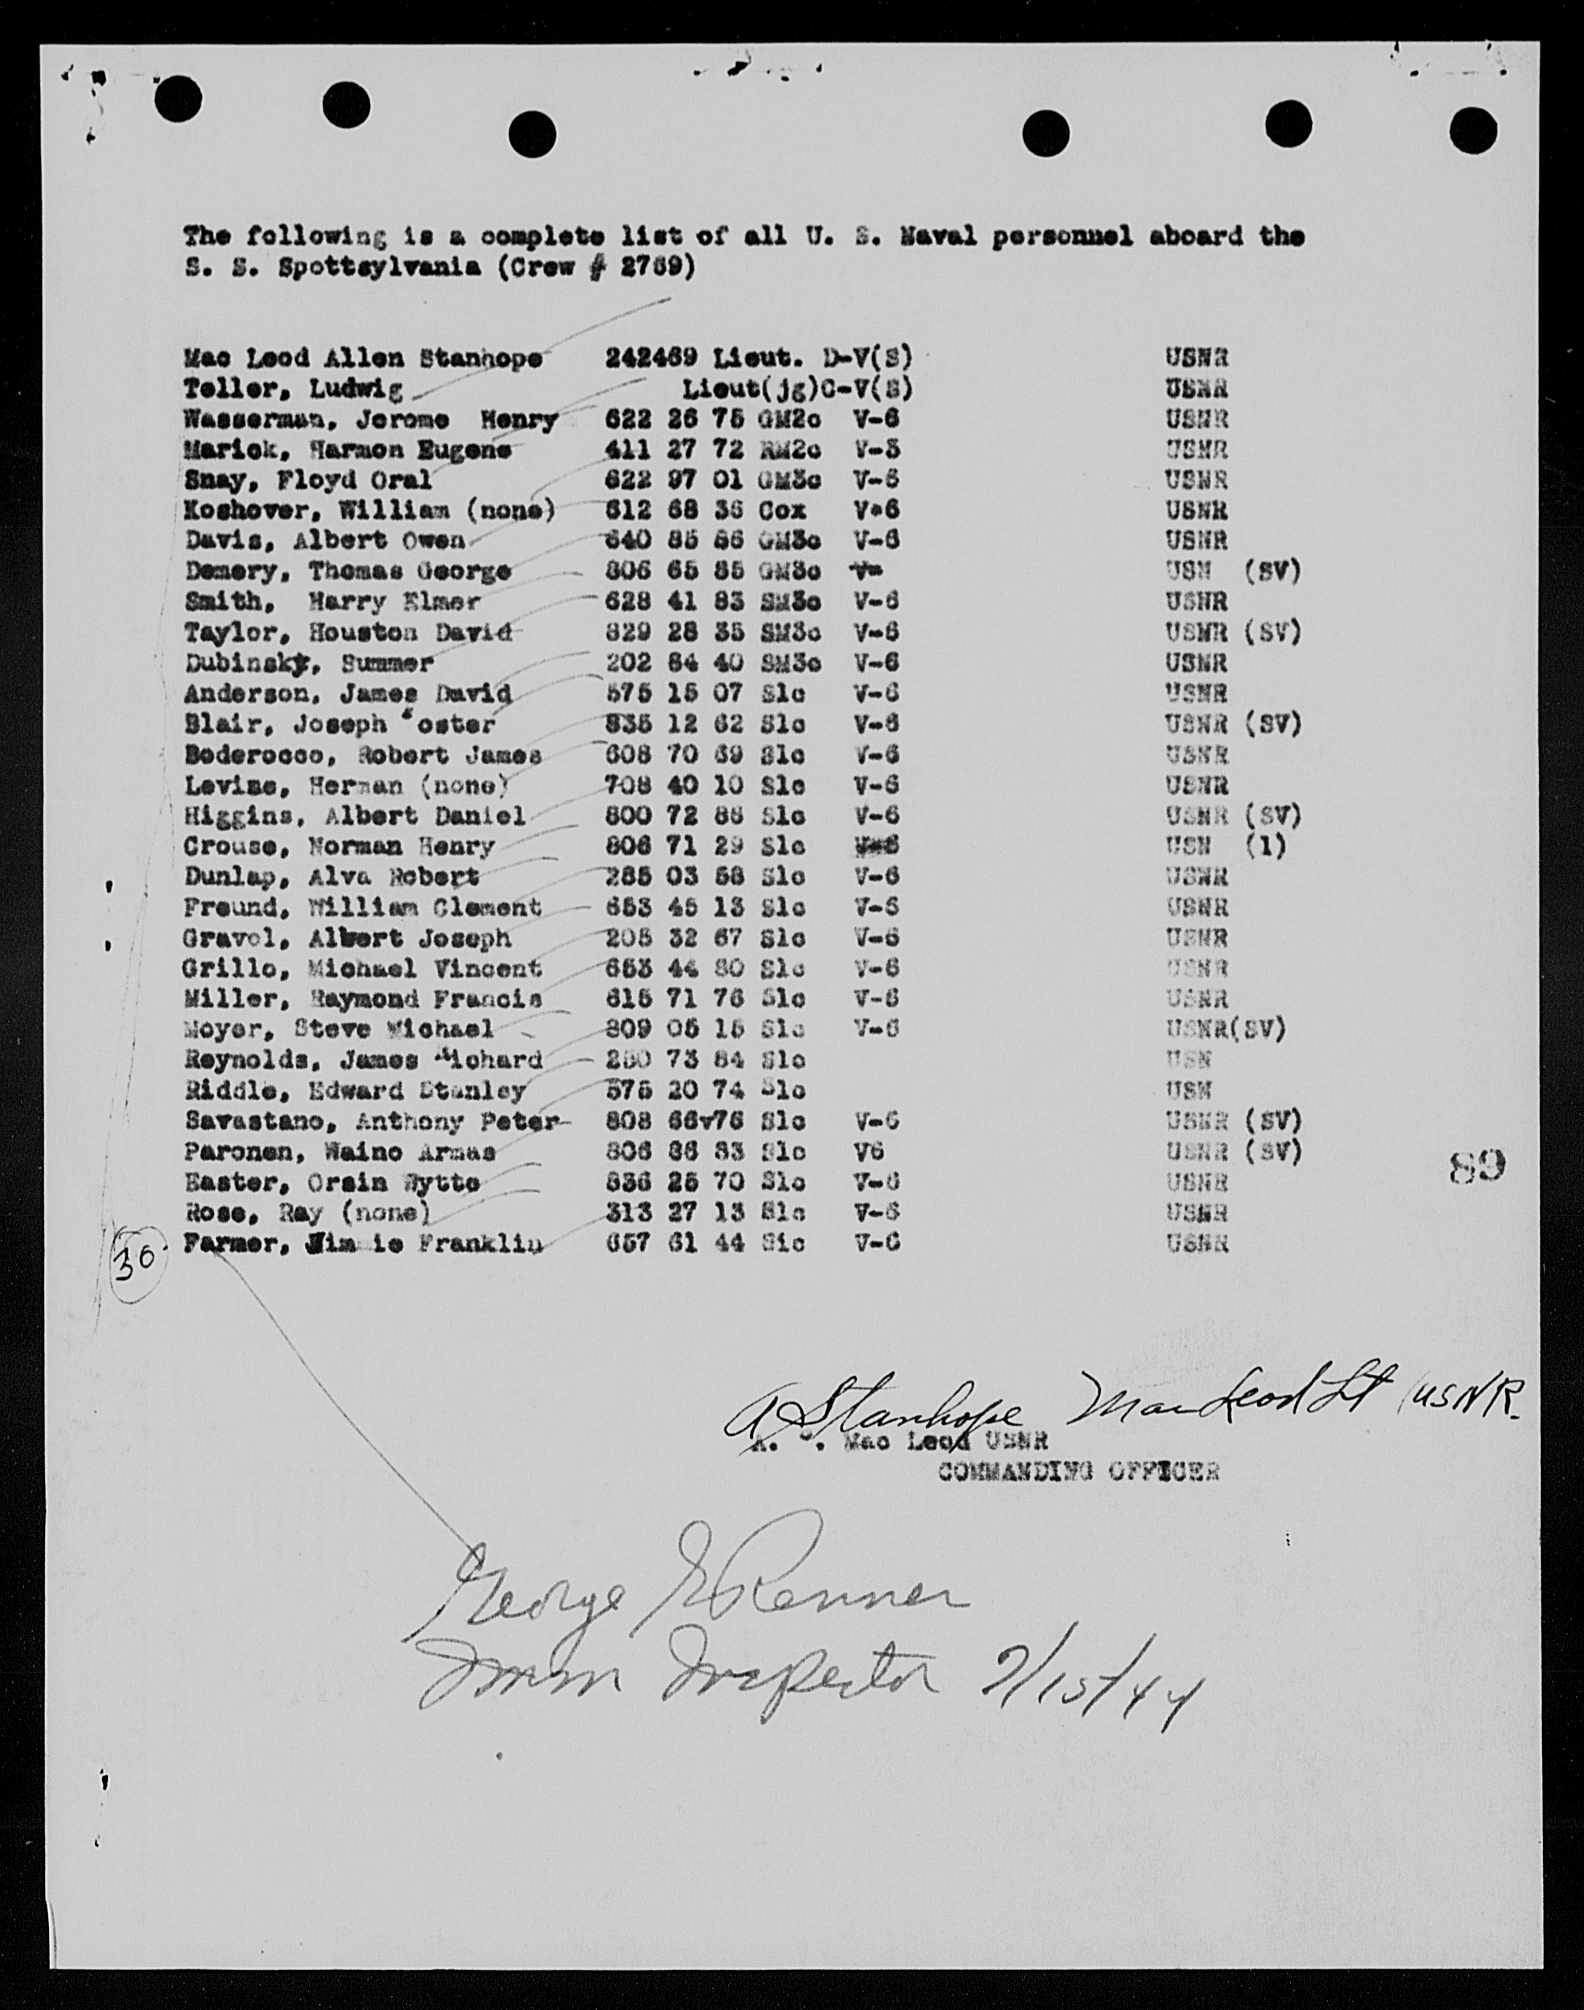 The following is a complete list of all U. S. Naval personnel aboard the
S. S. Spottsylvania (Crew # 2769)
Mac Leod Allen Stanhope 242469 Lieut. D-V(S) USNR
Teller, Ludwig Lieut(jg)C-V(S) USNR
Wasserman, Jerome Henry 622 26 75 GM2c V-6 USNR
Marick, Harmon Eugene 411 27 72 RM2c V-3 USNR
Snay, Floyd Oral 622 97 01 GM3c V-6 USNR
Koshover, William (none) 612 68 36 Cox V-6 USNR
Davis, Albert Owen 640 85 86 GM3c V-6 USNR
Demery, Thomas George 806 65 85 GM3c V- USN (SV)
Smith, Harry Elmer 628 41 83 SM3c V-6 USNR
Taylor, Houston David 829 28 35 SM3c V-6 USNR (SV)
Dubinsky, Summer 202 84 40 SM3c V-6 USNR
Anderson, James David 575 15 07 S1c V-6 USNR
Blair, Joseph Foster 835 12 62 S1c V-6 USNR (SV)
Bederocco, Robert James 608 70 69 S1c V-6 USNR
Levine, Herman (none) 708 40 10 S1c V-6 USNR
Higgins, Albert Daniel 800 72 88 S1c V-6 USNR (SV)
Crouse, Norman Henry 806 71 29 S1c V-6 USN (1)
Dunlap, Alva Robert 285 03 58 S1c V-6 USNR
Freund, William Clement 653 45 13 S1c V-6 USNR
Gravel, Albert Joseph 205 32 67 S1c V-6 USNR
Grillo, Michael Vincent 653 44 80 S1c V-6 USNR
Miller, Raymond Francis 615 71 76 S1c V-6 USNR
Moyer, Steve Michael 809 05 15 S1c V-6 USNR(SV)
Reynolds, James Richard 250 73 84 S1c USN
Riddle, Edward Stanley 575 20 74 S1c USN
Savastano, Anthony Peter 808 66v76 S1c V-6 USNR (SV)
Paronen, Waino Armas 806 86 83 S1c V6 USNR (SV)
Easter, Orsin Wytte 836 25 70 S1c V-6 USNR
Rose, Ray (none) 313 27 13 S1c V-6 USNR
Farmer, Jimmie Franklin 657 61 44 S1c V-6 USNR
89
30
A Stanhope MacLeod Lt USNR.
A. S. Mac Leod USNR
COMMANDING OFFICER
George E Renner
Imm Inspector 2/15/44